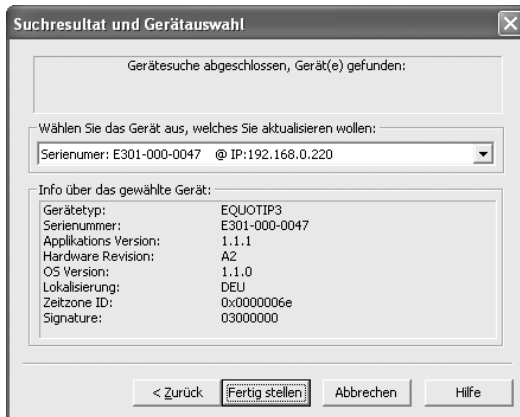 Suchresultat und Gerätauswahl
Gerätesuche abgeschlossen, Gerät(e) gefunden:
Wählen Sie das Gerät aus, welches Sie aktualisieren wollen:
Serienumer: E301-000-0047 @ IP:192.168.0.220
Info über das gewählte Gerät:
Gerätetyp: EQUOTIP3
Serienummer: E301-000-0047
Applikations Version: 1.1.1
Hardware Revision: A2
OS Version: 1.1.0
Lokalisierung: DEU
Zeitzone ID: 0x0000006e
Signature: 03000000
< Zurück Fertig stellen Abbrechen Hilfe